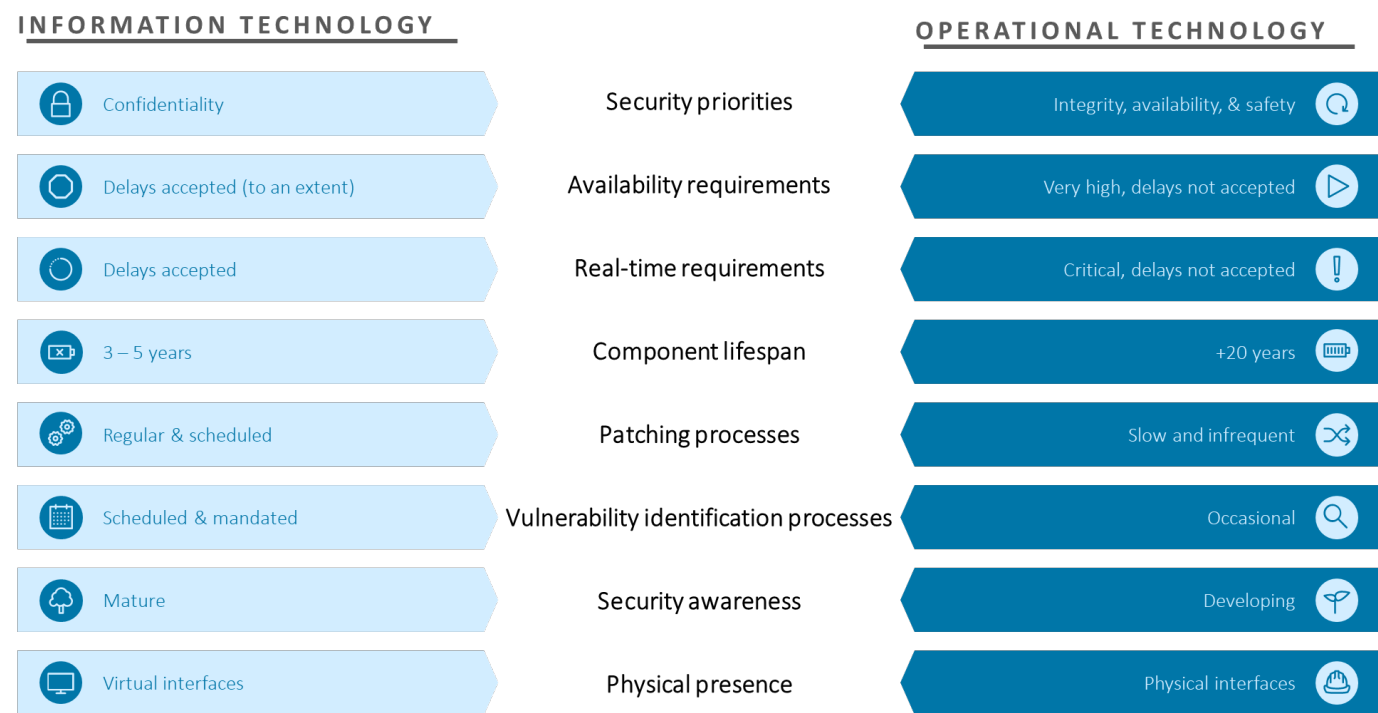 INFORMATION TECHNOLOGY
OPERATIONAL TECHNOLOGY
Confidentiality
Security priorities
Integrity, availability, & safety
Delays accepted (to an extent)
Availability requirements
Very high, delays not accepted
Delays accepted
Real-time requirements
Critical, delays not accepted
3 – 5 years
Component lifespan
+20 years
Regular & scheduled
Patching processes
Slow and infrequent
Scheduled & mandated
Vulnerability identification processes
Occasional
Mature
Security awareness
Developing
Virtual interfaces
Physical presence
Physical interfaces